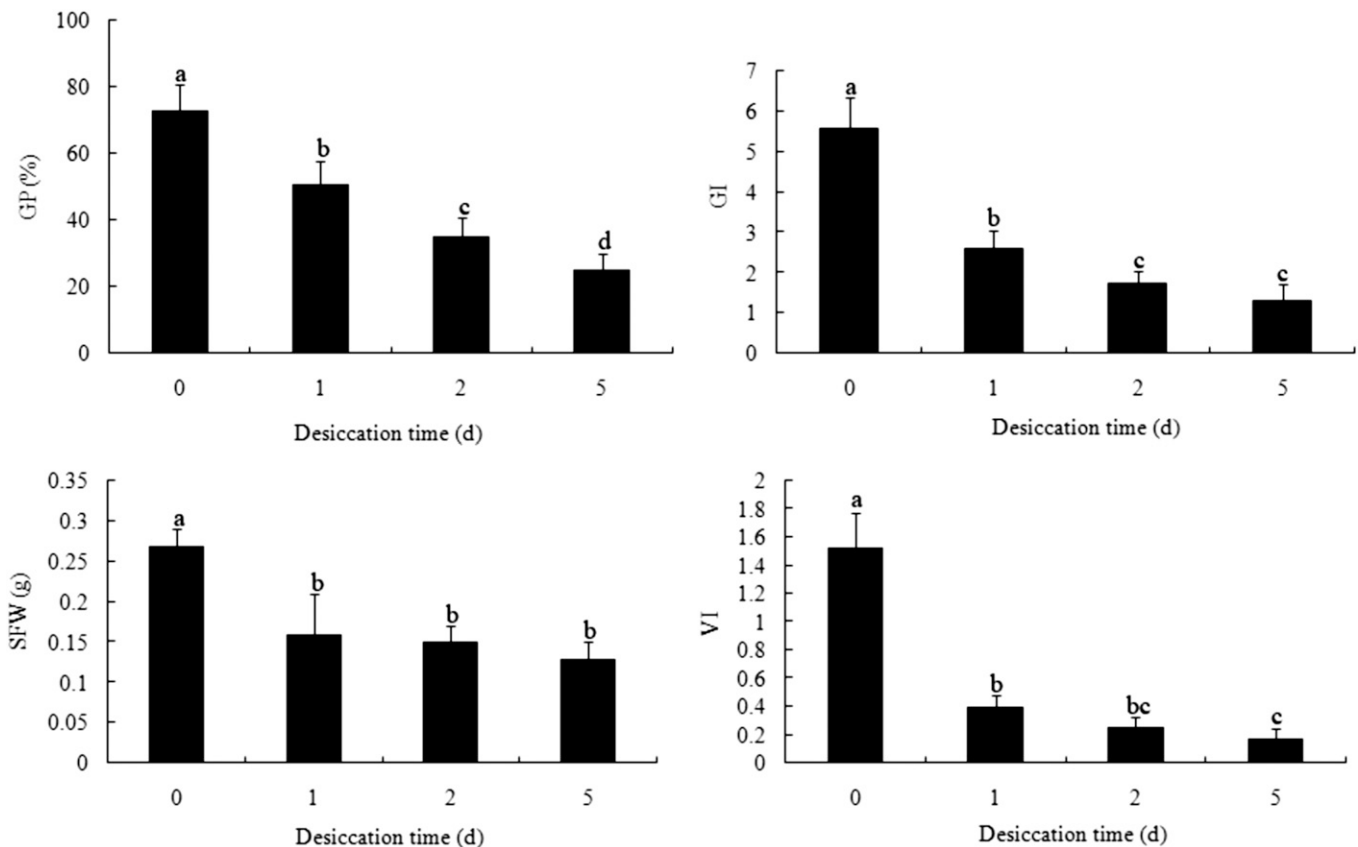 GP (%)
100
80
60
40
20
0
a
b
c
d
0 1 2 5
Desiccation time (d)
GI
7
6
5
4
3
2
1
0
a
b
c
c
0 1 2 5
Desiccation time (d)
SFW (g)
0.35
0.3
0.25
0.2
0.15
0.1
0.05
0
a
b
b
b
0 1 2 5
Desiccation time (d)
VI
2
1.8
1.6
1.4
1.2
1
0.8
0.6
0.4
0.2
0
a
b
bc
c
0 1 2 5
Desiccation time (d)